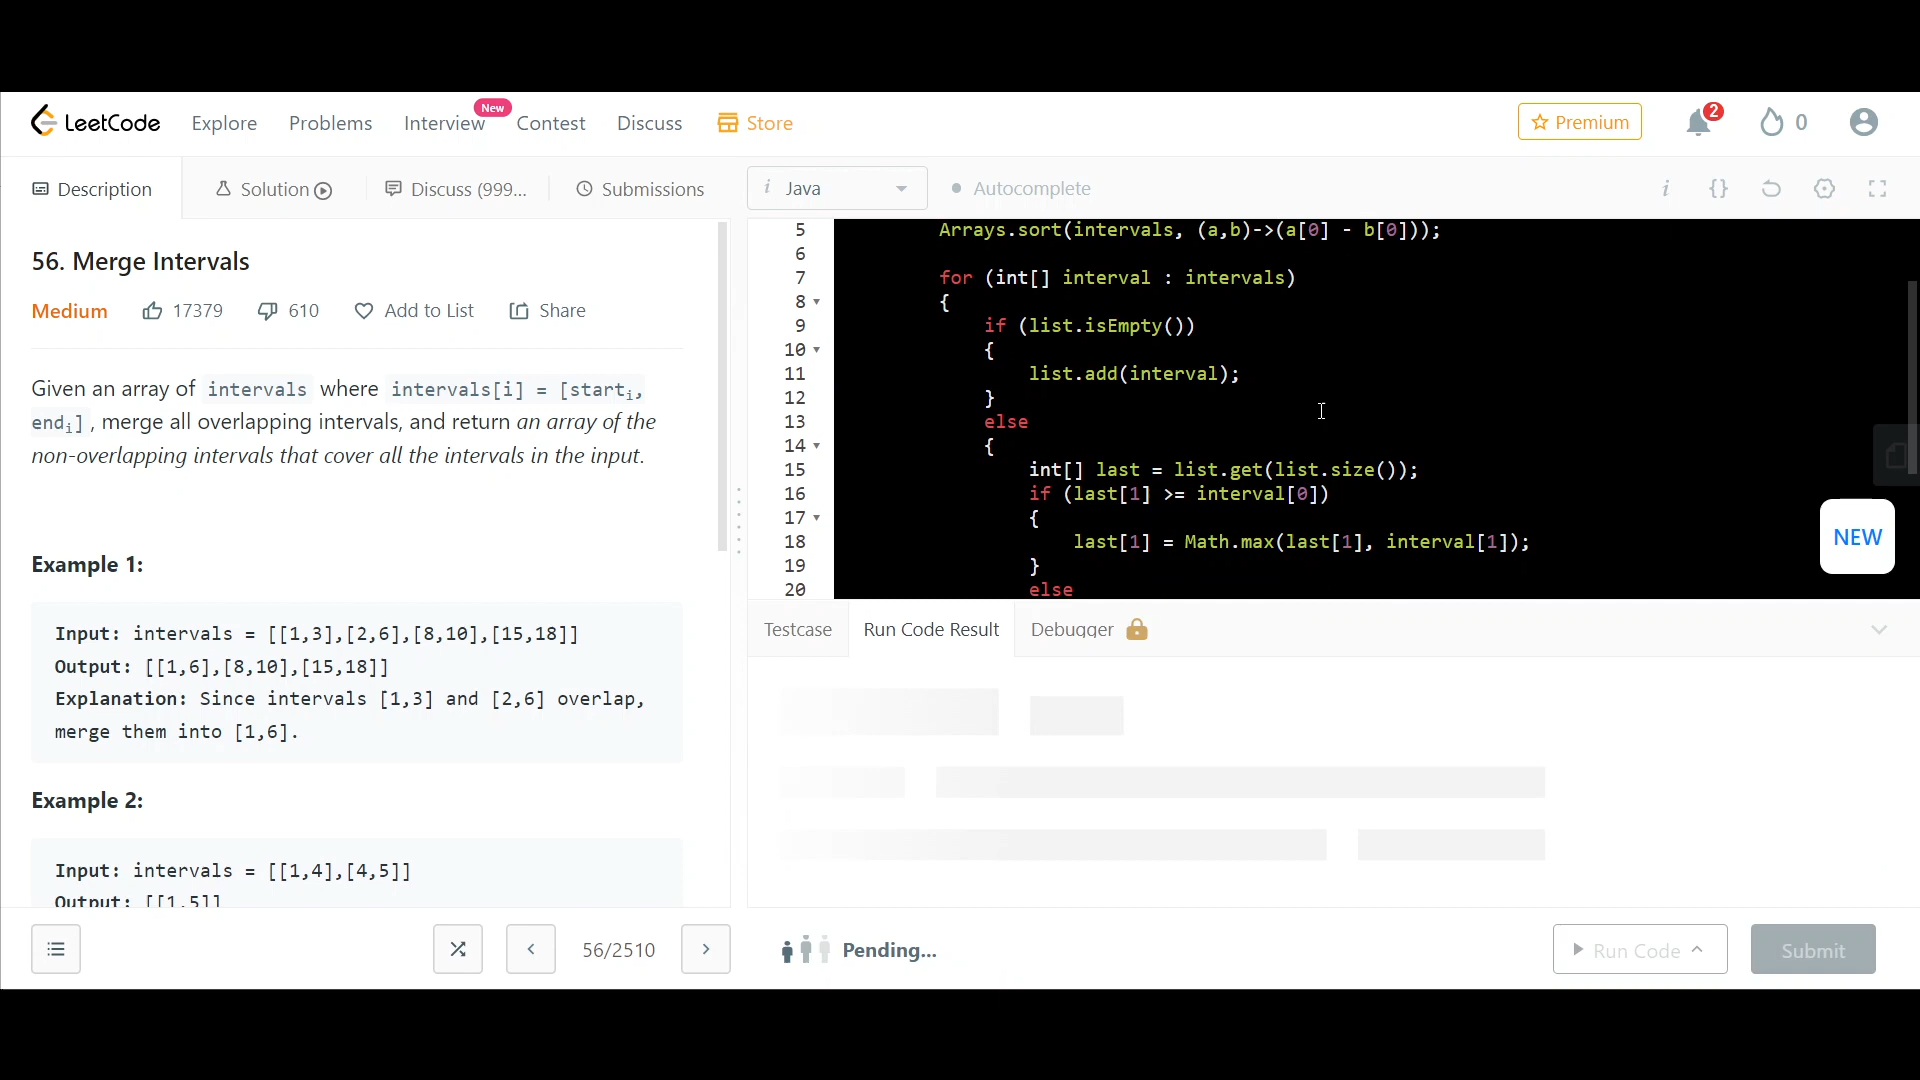 LeetCode
Explore
Problems
Interview
New
Contest
Discuss
Store
Premium
2
0
Description
Solution
Discuss (999...
Submissions
i Java
Autocomplete
i {}
56. Merge Intervals
Medium
17379
610
Add to List
Share
Given an array of intervals where intervals[i] = [starti,
endi], merge all overlapping intervals, and return an array of the
non-overlapping intervals that cover all the intervals in the input.
Example 1:
Input: intervals = [[1,3],[2,6],[8,10],[15,18]]
Output: [[1,6],[8,10],[15,18]]
Explanation: Since intervals [1,3] and [2,6] overlap,
merge them into [1,6].
Example 2:
Input: intervals = [[1,4],[4,5]]
Output: [[1,5]]
5 Arrays.sort(intervals, (a,b)->(a[0] - b[0]));
6
7 for (int[] interval : intervals)
8 {
9 if (list.isEmpty())
10 {
11 list.add(interval);
12 }
13 else
14 {
15 int[] last = list.get(list.size());
16 if (last[1] >= interval[0])
17 {
18 last[1] = Math.max(last[1], interval[1]);
19 }
20 else
NEW
Testcase
Run Code Result
Debugger
56/2510
Pending...
Run Code
Submit